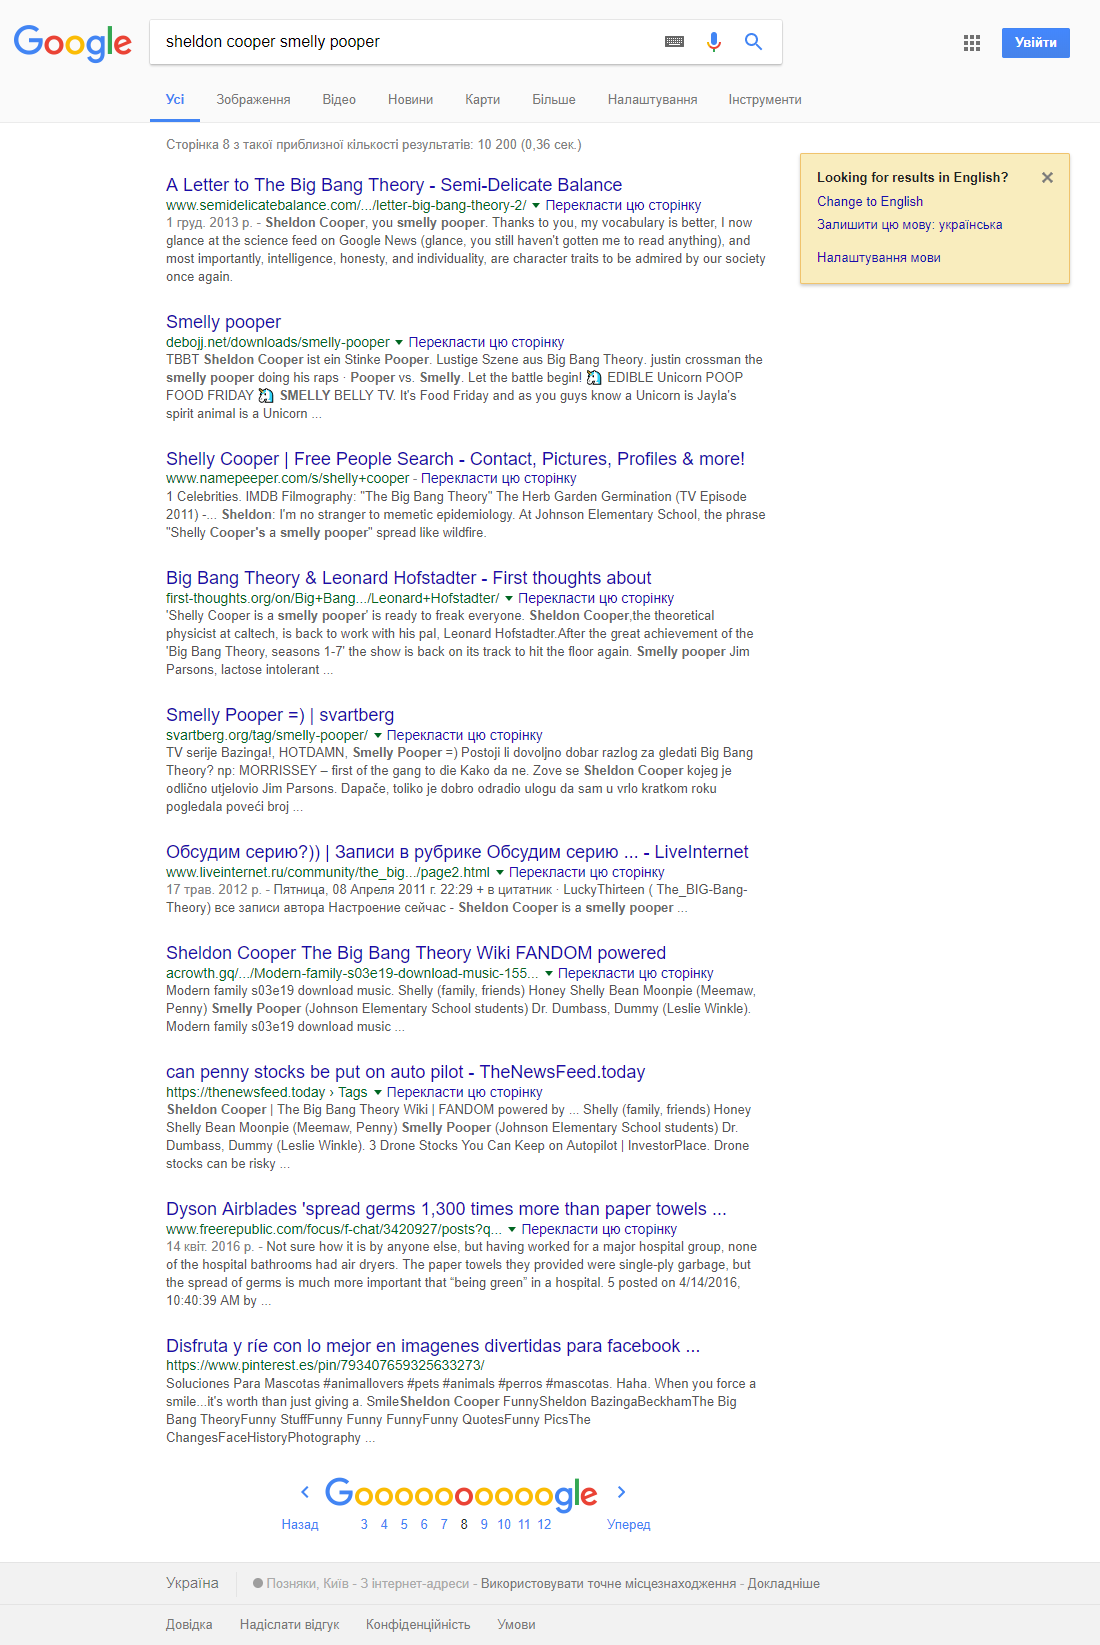 Google
sheldon cooper smelly pooper
Увійти
Усі Зображення Відео Новини Карти Більше Налаштування Інструменти
Сторінка 8 з такої приблизної кількості результатів: 10 200 (0,36 сек.)
Looking for results in English?
Change to English
Залишити цю мову: українська
Налаштування мови
A Letter to The Big Bang Theory - Semi-Delicate Balance
www.semidelicatebalance.com/.../letter-big-bang-theory-2/ Перекласти цю сторінку
1 груд. 2013 р. - Sheldon Cooper, you smelly pooper. Thanks to you, my vocabulary is better, I now
glance at the science feed on Google News (glance, you still haven't gotten me to read anything), and
most importantly, intelligence, honesty, and individuality, are character traits to be admired by our society
once again.
Smelly pooper
debojj.net/downloads/smelly-pooper Перекласти цю сторінку
TBBT Sheldon Cooper ist ein Stinke Pooper. Lustige Szene aus Big Bang Theory. justin crossman the
smelly pooper doing his raps · Pooper vs. Smelly. Let the battle begin! 🦄 EDIBLE Unicorn POOP
FOOD FRIDAY 🦄 SMELLY BELLY TV. It's Food Friday and as you guys know a Unicorn is Jayla's
spirit animal is a Unicorn ...
Shelly Cooper | Free People Search - Contact, Pictures, Profiles & more!
www.namepeeper.com/s/shelly+cooper - Перекласти цю сторінку
1 Celebrities. IMDB Filmography: "The Big Bang Theory" The Herb Garden Germination (TV Episode
2011) -... Sheldon: I'm no stranger to memetic epidemiology. At Johnson Elementary School, the phrase
"Shelly Cooper's a smelly pooper" spread like wildfire.
Big Bang Theory & Leonard Hofstadter - First thoughts about
first-thoughts.org/on/Big+Bang.../Leonard+Hofstadter/ Перекласти цю сторінку
'Shelly Cooper is a smelly pooper' is ready to freak everyone. Sheldon Cooper,the theoretical
physicist at caltech, is back to work with his pal, Leonard Hofstadter.After the great achievement of the
'Big Bang Theory, seasons 1-7' the show is back on its track to hit the floor again. Smelly pooper Jim
Parsons, lactose intolerant ...
Smelly Pooper =) | svartberg
svartberg.org/tag/smelly-pooper/ Перекласти цю сторінку
TV serije Bazinga!, HOTDAMN, Smelly Pooper =) Postoji li dovoljno dobar razlog za gledati Big Bang
Theory? np: MORRISSEY – first of the gang to die Kako da ne. Zove se Sheldon Cooper kojeg je
odlično utjelovio Jim Parsons. Dapače, toliko je dobro odradio ulogu da sam u vrlo kratkom roku
pogledala poveći broj ...
Обсудим серию?)) | Записи в рубрике Обсудим серию ... - LiveInternet
www.liveinternet.ru/community/the_big.../page2.html Перекласти цю сторінку
17 трав. 2012 р. - Пятница, 08 Апреля 2011 г. 22:29 + в цитатник · LuckyThirteen ( The_BIG-Bang-
Theory) все записи автора Настроение сейчас - Sheldon Cooper is a smelly pooper ...
Sheldon Cooper The Big Bang Theory Wiki FANDOM powered
acrowth.gq/.../Modern-family-s03e19-download-music-155... Перекласти цю сторінку
Modern family s03e19 download music. Shelly (family, friends) Honey Shelly Bean Moonpie (Meemaw,
Penny) Smelly Pooper (Johnson Elementary School students) Dr. Dumbass, Dummy (Leslie Winkle).
Modern family s03e19 download music ...
can penny stocks be put on auto pilot - TheNewsFeed.today
https://thenewsfeed.today › Tags Перекласти цю сторінку
Sheldon Cooper | The Big Bang Theory Wiki | FANDOM powered by ... Shelly (family, friends) Honey
Shelly Bean Moonpie (Meemaw, Penny) Smelly Pooper (Johnson Elementary School students) Dr.
Dumbass, Dummy (Leslie Winkle). 3 Drone Stocks You Can Keep on Autopilot | InvestorPlace. Drone
stocks can be risky ...
Dyson Airblades 'spread germs 1,300 times more than paper towels ...
www.freerepublic.com/focus/f-chat/3420927/posts?q... Перекласти цю сторінку
14 квіт. 2016 р. - Not sure how it is by anyone else, but having worked for a major hospital group, none
of the hospital bathrooms had air dryers. The paper towels they provided were single-ply garbage, but
the spread of germs is much more important that “being green” in a hospital. 5 posted on 4/14/2016,
10:40:39 AM by ...
Disfruta y ríe con lo mejor en imagenes divertidas para facebook ...
https://www.pinterest.es/pin/793407659325633273/
Soluciones Para Mascotas #animallovers #pets #animals #perros #mascotas. Haha. When you force a
smile...it's worth than just giving a. SmileSheldon Cooper FunnySheldon BazingaBeckhamThe Big
Bang TheoryFunny StuffFunny Funny FunnyFunny QuotesFunny PicsThe
ChangesFaceHistoryPhotography ...
Goooooooooogle
Назад 3 4 5 6 7 8 9 10 11 12 Уперед
Україна Позняки, Київ - З інтернет-адреси - Використовувати точне місцезнаходження - Докладніше
Довідка Надіслати відгук Конфіденційність Умови